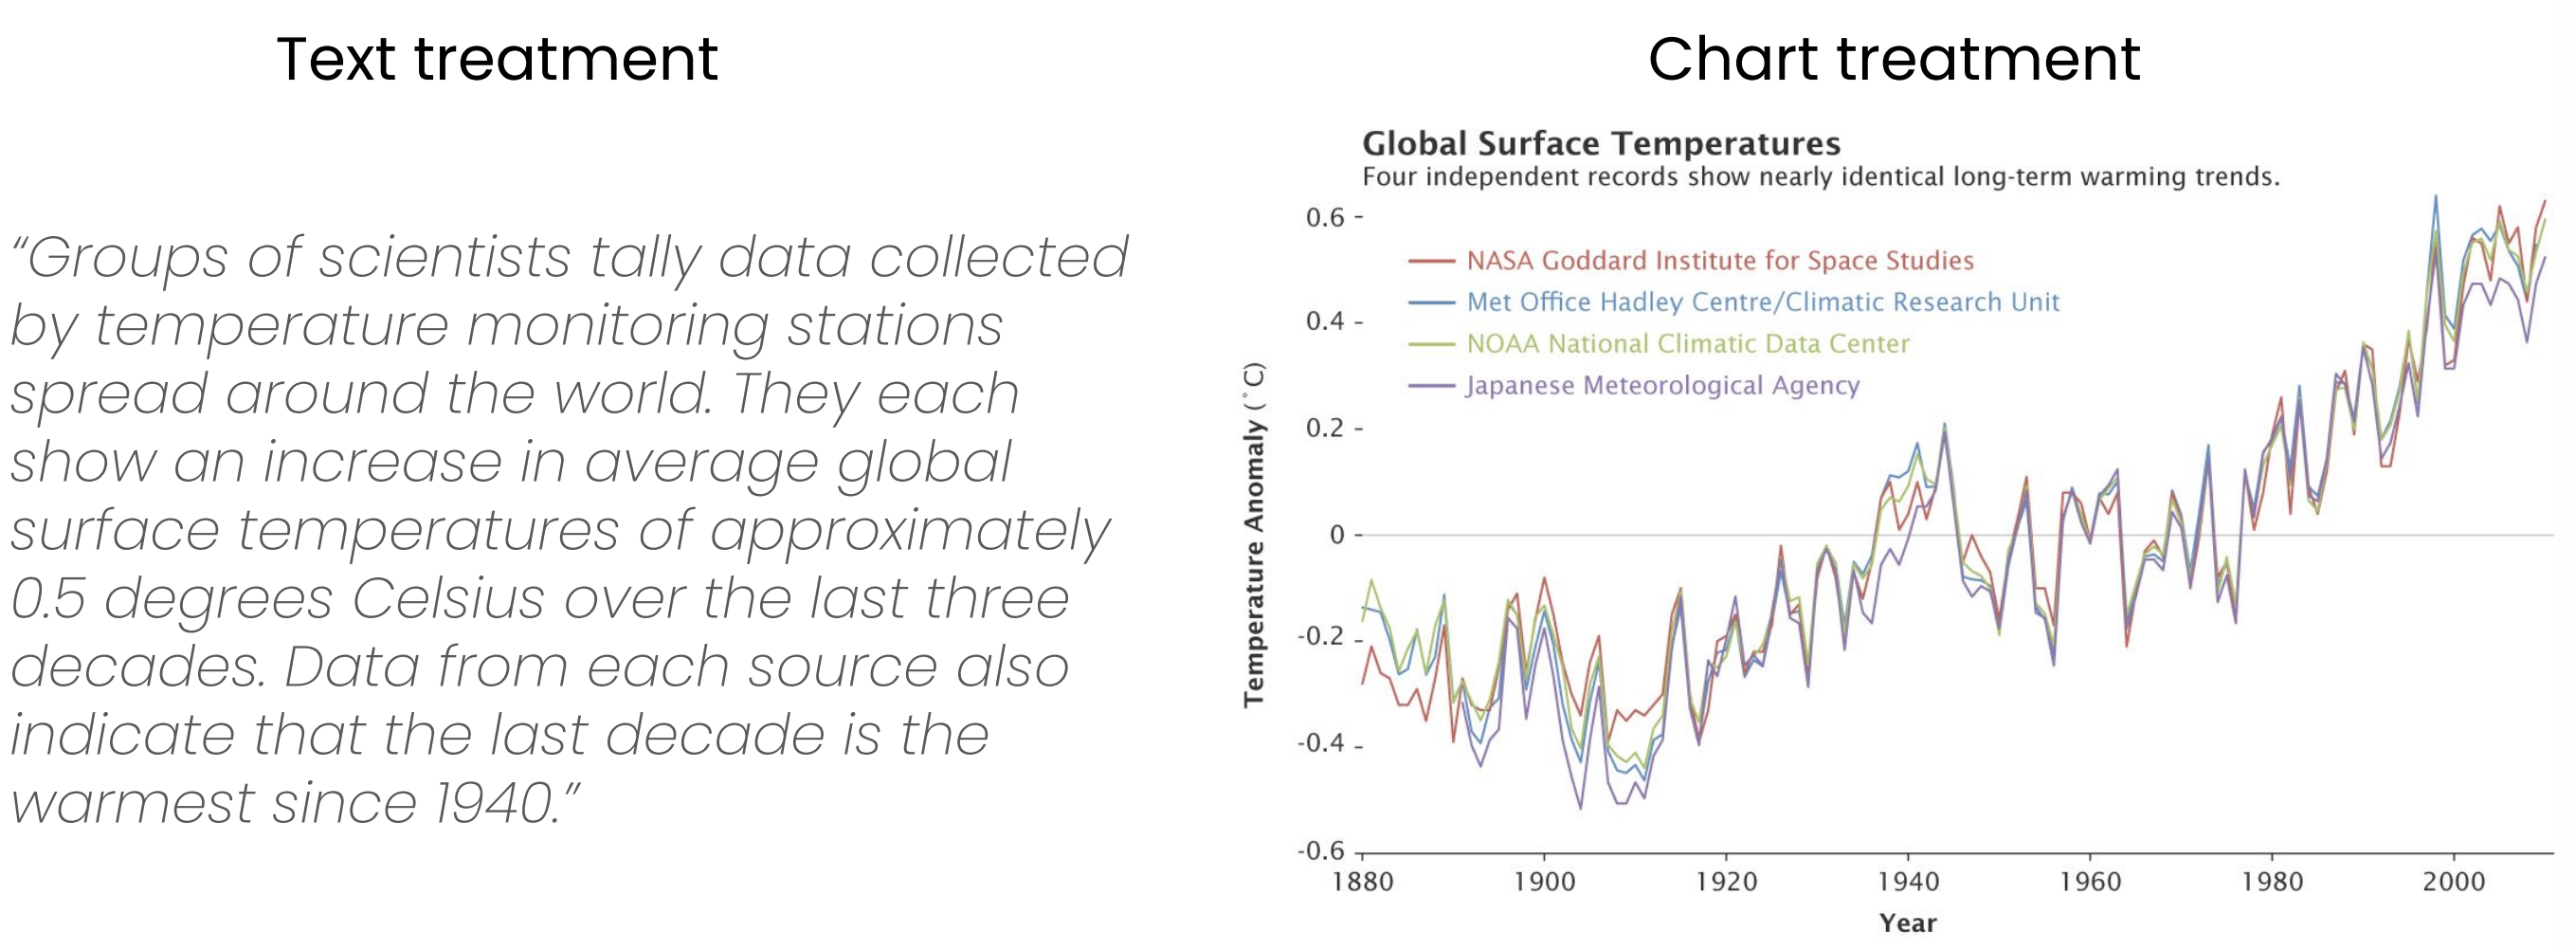 Text treatment
“Groups of scientists tally data collected
by temperature monitoring stations
spread around the world. They each
show an increase in average global
surface temperatures of approximately
0.5 degrees Celsius over the last three
decades. Data from each source also
indicate that the last decade is the
warmest since 1940.”
Chart treatment
Global Surface Temperatures
Four independent records show nearly identical long-term warming trends.
NASA Goddard Institute for Space Studies
Met Office Hadley Centre/Climatic Research Unit
NOAA National Climatic Data Center
Japanese Meteorological Agency
Temperature Anomaly (˚C)
0.6
0.4
0.2
0
-0.2
-0.4
-0.6
1880 1900 1920 1940 1960 1980 2000
Year